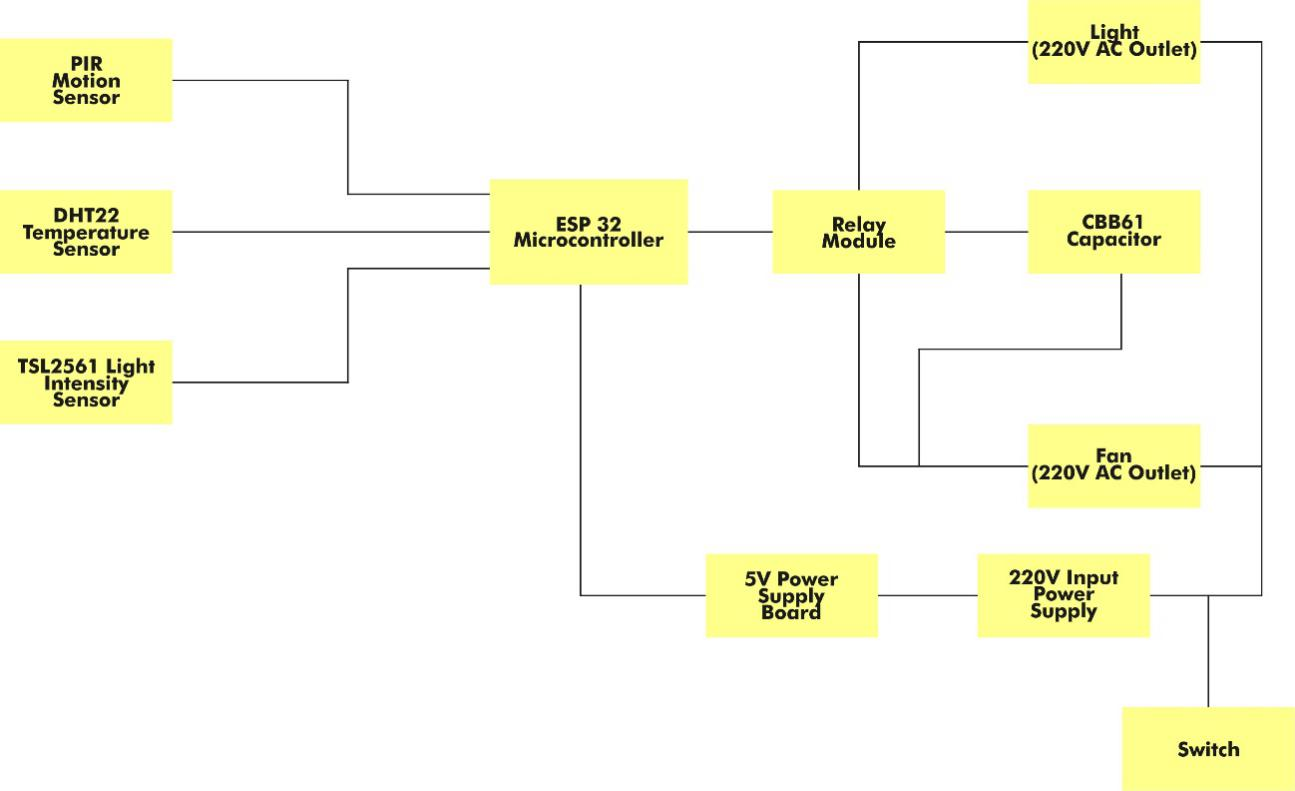 Light
(220V AC Outlet)
PIR
Motion
Sensor
DHT22
Temperature
Sensor
ESP 32
Microcontroller
Relay
Module
CBB61
Capacitor
TSL2561 Light
Intensity
Sensor
Fan
(220V AC Outlet)
5V Power
Supply
Board
220V Input
Power
Supply
Switch